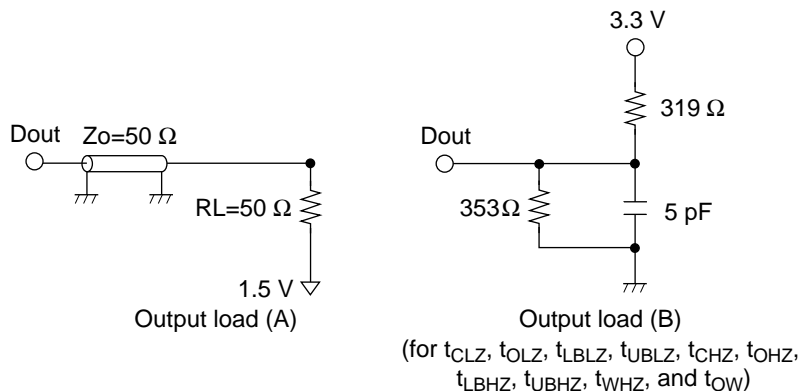 Dout
Zo=50 Ω
RL=50 Ω
1.5 V
Output load (A)
3.3 V
319 Ω
Dout
353Ω
5 pF
Output load (B)
(for tCLZ, tOLZ, tLBLZ, tUBLZ, tCHZ, tOHZ,
tLBHZ, tUBHZ, tWHZ, and tOW)